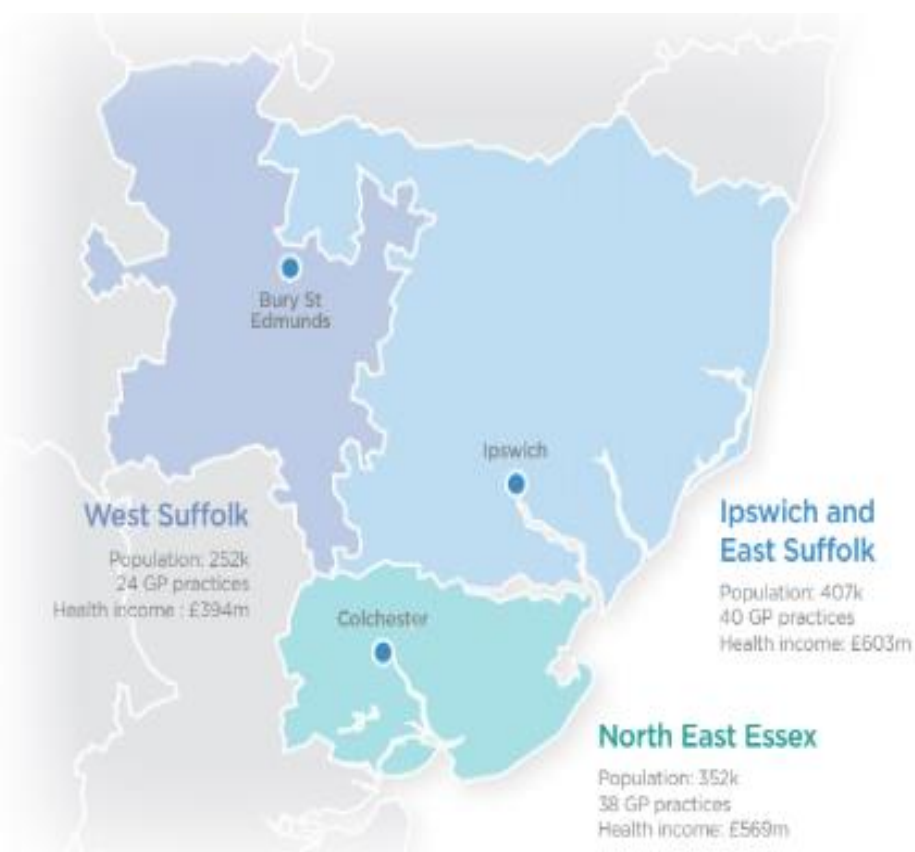 Bury St
Edmunds
Ipswich
West Suffolk
Population: 252k
24 GP practices
Health income : £394m
Ipswich and
East Suffolk
Population: 407k
40 GP practices
Health income: £603m
Colchester
North East Essex
Population: 352k
38 GP practices
Health income: £569m